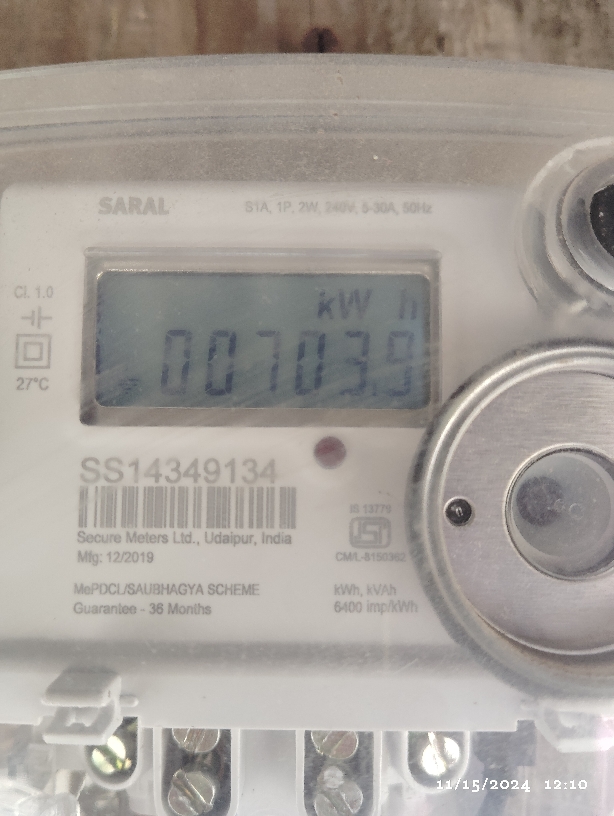 SARAL
S1A, 1P, 2W, 240V, 5-30A, 50Hz
Cl. 1.0
27°C
kW h
00703.9
SS14349134
Secure Meters Ltd., Udaipur, India
Mfg: 12/2019
IS 13779
CM/L-8150362
MePDCL/SAUBHAGYA SCHEME
Guarantee - 36 Months
kWh, kVAh
6400 imp/kWh
11/15/2024 12:10